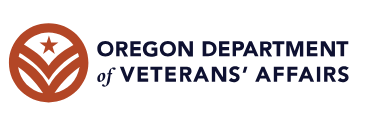 OREGON DEPARTMENT
of VETERANS’ AFFAIRS